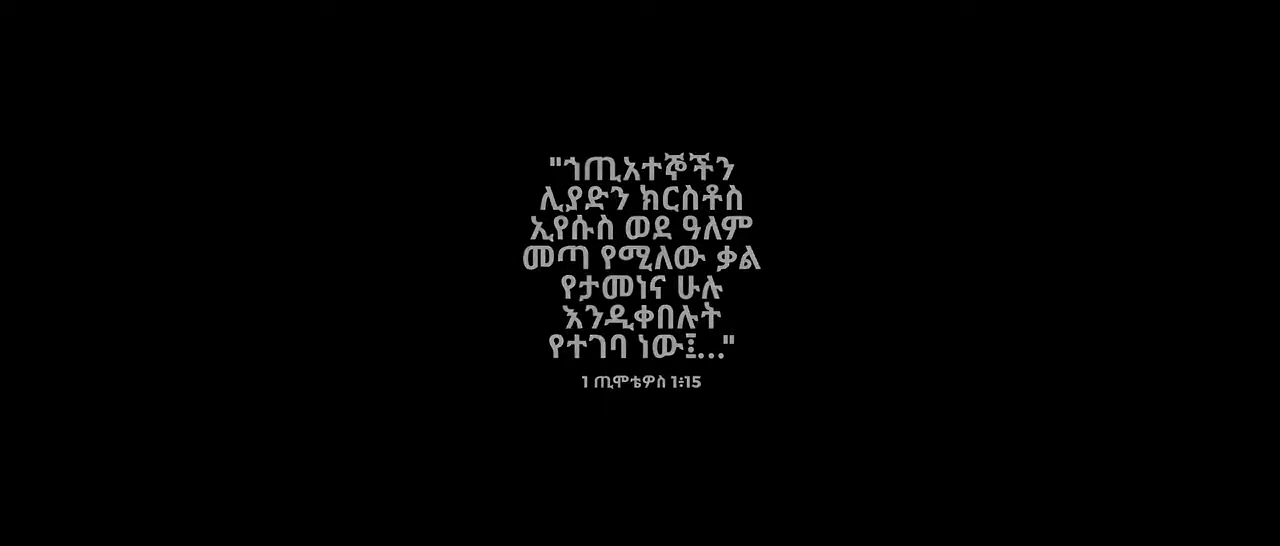 "ኀጢአተኞችን
ሊያድን ክርስቶስ
ኢየሱስ ወደ ዓለም
መጣ የሚለው ቃል
የታመነና ሁሉ
እንዲቀበሉት
የተገባ ነው፤..."
1 ጢሞቴዎስ 1፥15